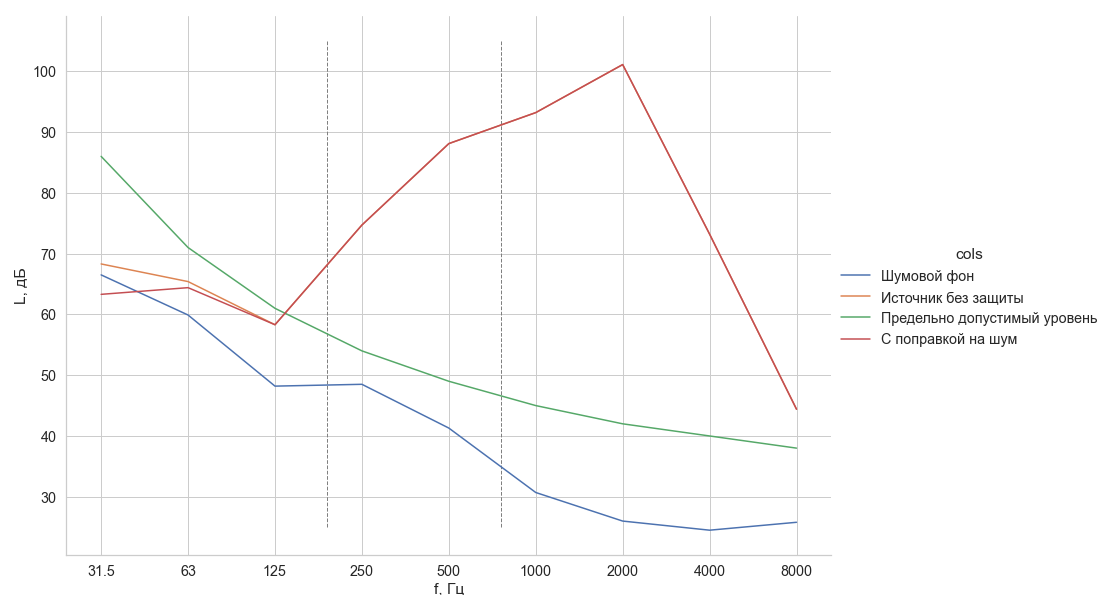 100
90
80
70
60
50
40
30
L, дБ
31.5 63 125 250 500 1000 2000 4000 8000
f, Гц
cols
Шумовой фон
Источник без защиты
Предельно допустимый уровень
С поправкой на шум